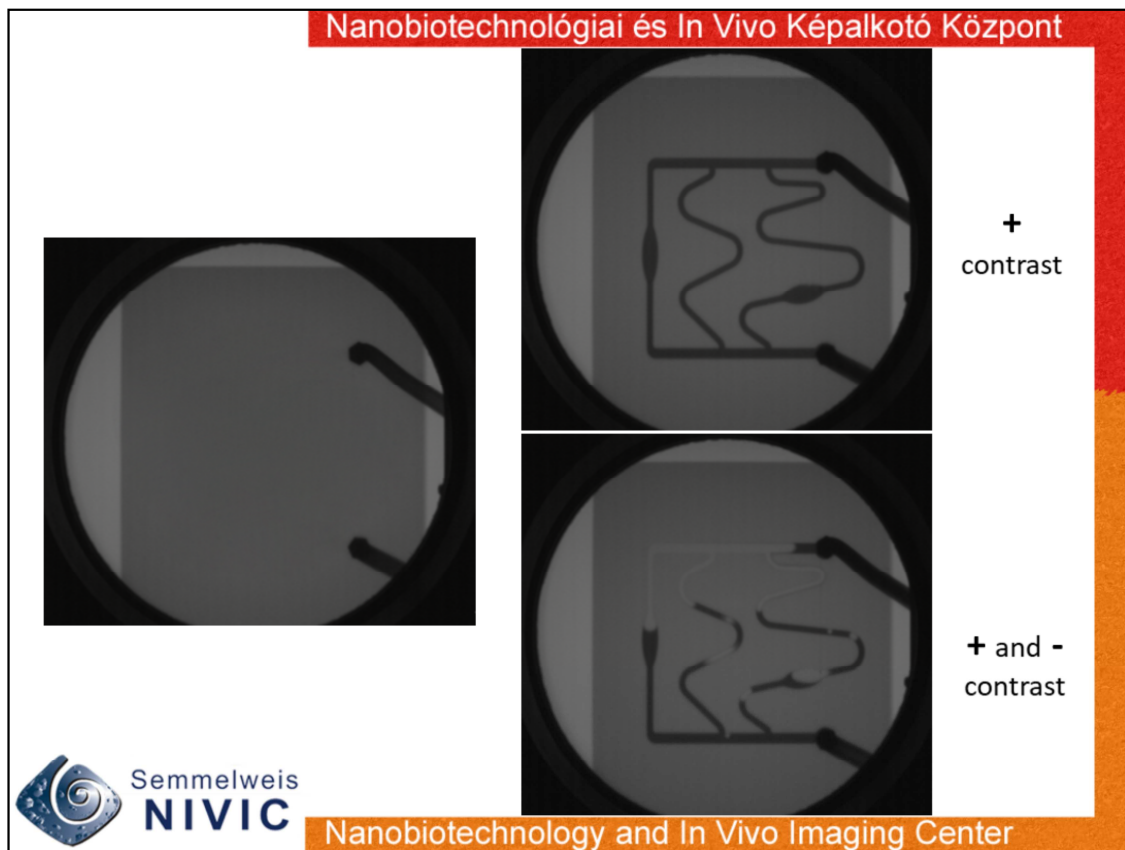 Nanobiotechnológiai és In Vivo Képalkotó Központ
+
contrast
+ and -
contrast
Semmelweis
NIVIC
Nanobiotechnology and In Vivo Imaging Center